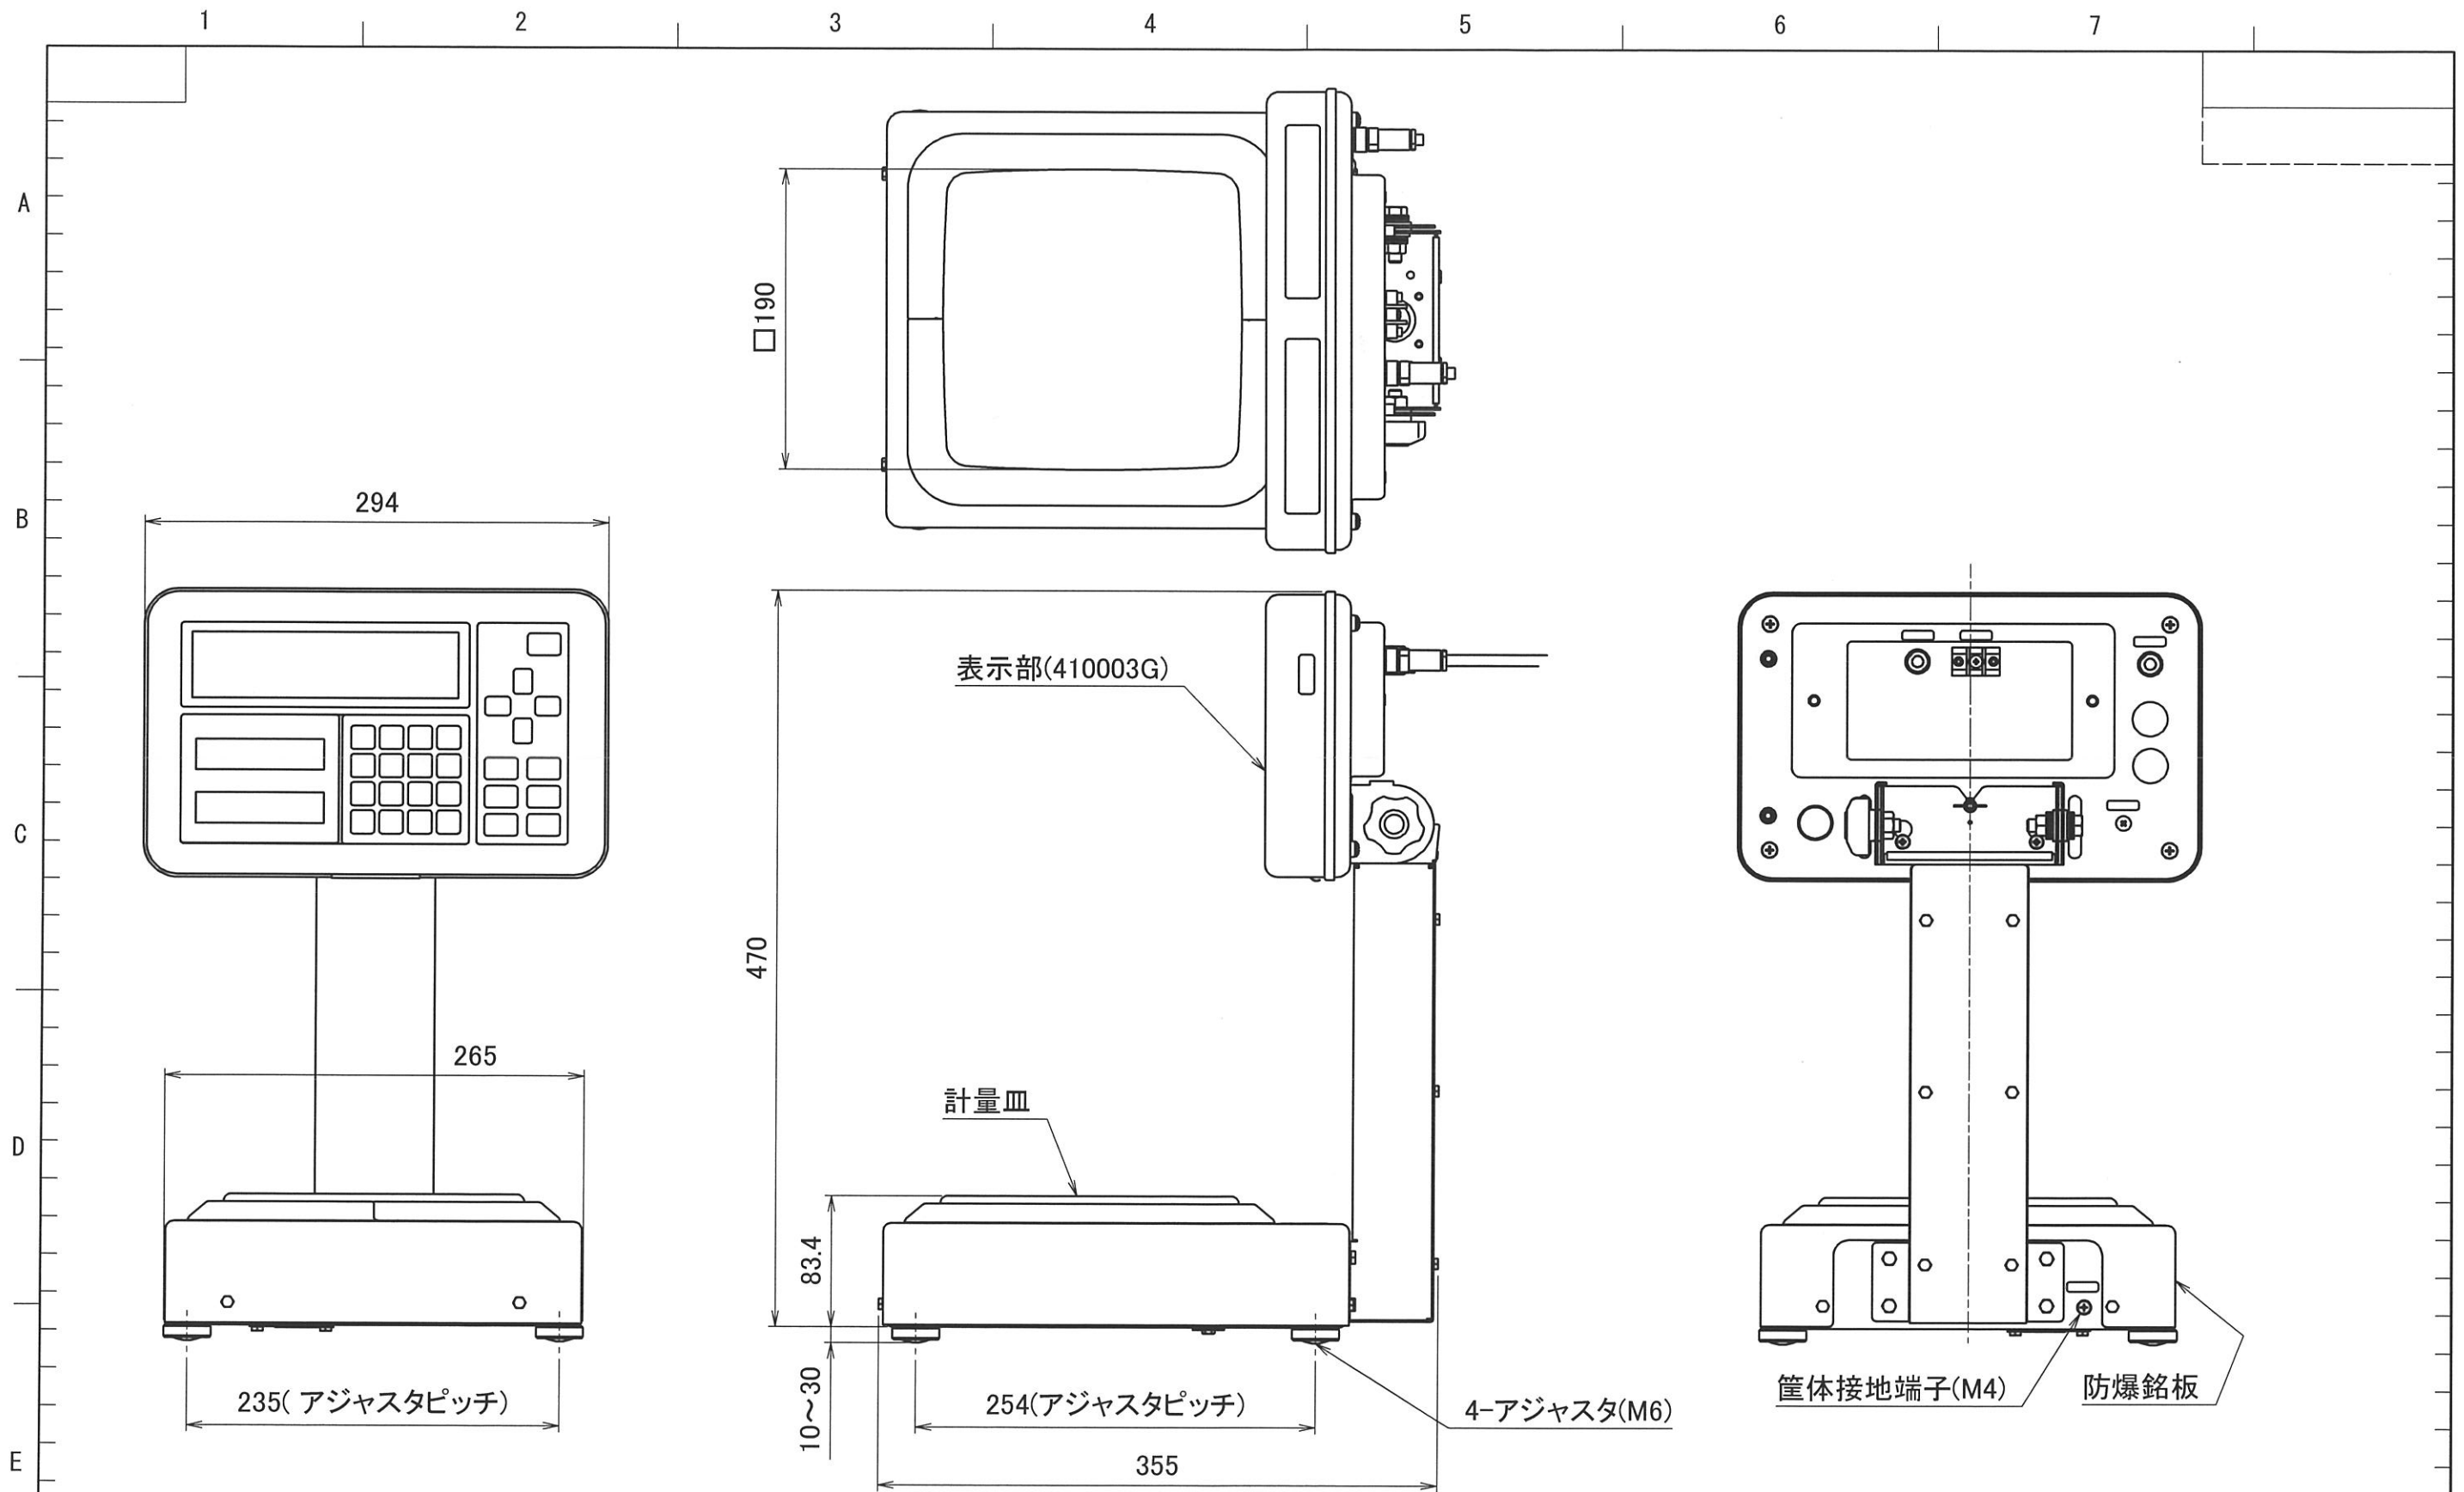 1 2 3 4 5 6 7
A
□190
B
294
表示部(410003G)
C
470
265
D
計量皿
83.4
10~30
235( アジャスタピッチ)
254(アジャスタピッチ)
4-アジャスタ(M6)
筐体接地端子(M4)
防爆銘板
E
355